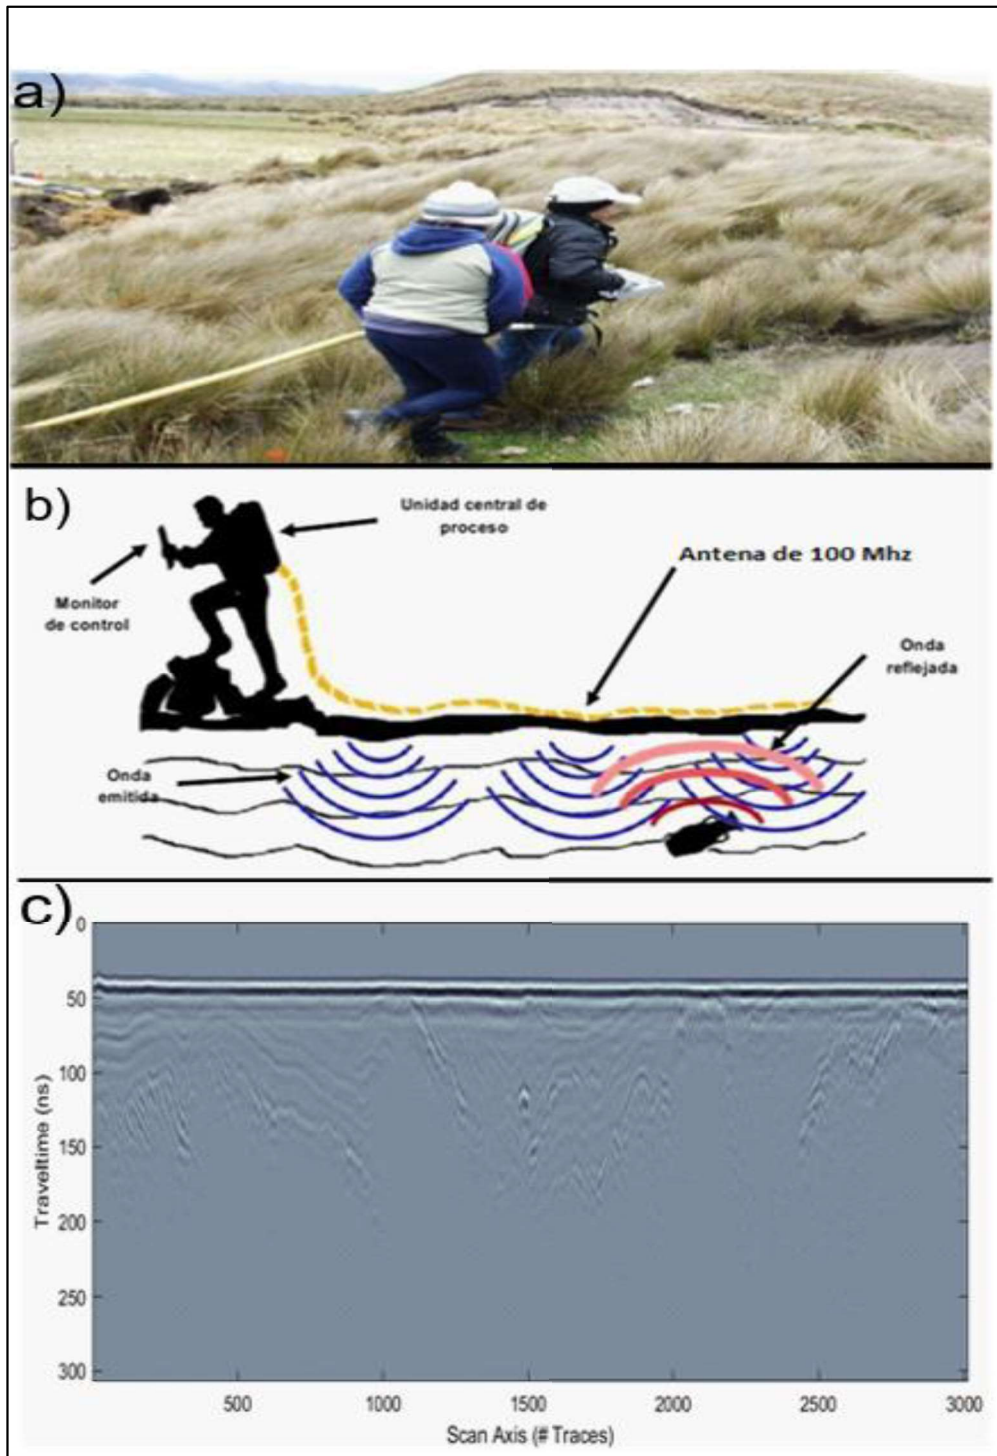 a)
b)
Unidad central de
proceso
Antena de 100 Mhz
Monitor
de control
Onda
reflejada
Onda
emitida
c)
0
50
100
150
200
250
300
Traveltime (ns)
500
1000
1500
2000
2500
3000
Scan Axis (# Traces)